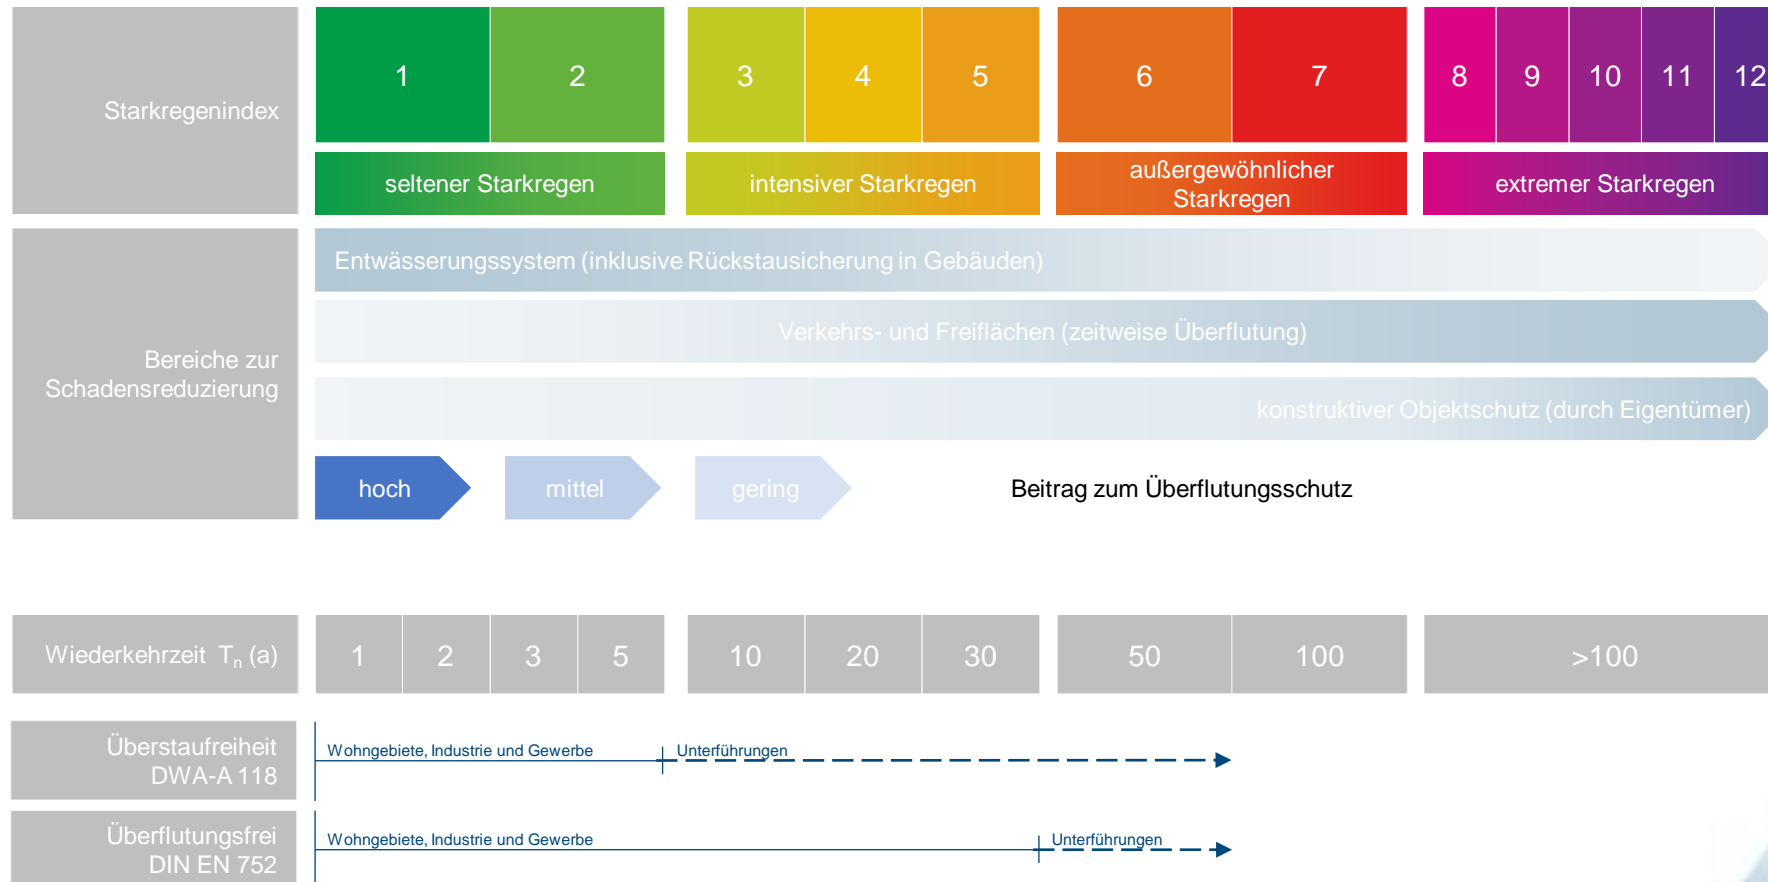 Starkregenindex
1 2 3 4 5 6 7 8 9 10 11 12
seltener Starkregen
intensiver Starkregen
außergewöhnlicher
Starkregen
extremer Starkregen
Bereiche zur
Schadensreduzierung
Entwässerungssystem (inklusive Rückstausicherung in Gebäuden)
Verkehrs- und Freiflächen (zeitweise Überflutung)
konstruktiver Objektschutz (durch Eigentümer)
hoch
mittel
gering
Beitrag zum Überflutungsschutz
Wiederkehrzeit Tn (a)
1 2 3 5 10 20 30 50 100 >100
Überstaufreiheit
DWA-A 118
Wohngebiete, Industrie und Gewerbe
Unterführungen
Überflutungsfrei
DIN EN 752
Wohngebiete, Industrie und Gewerbe
Unterführungen